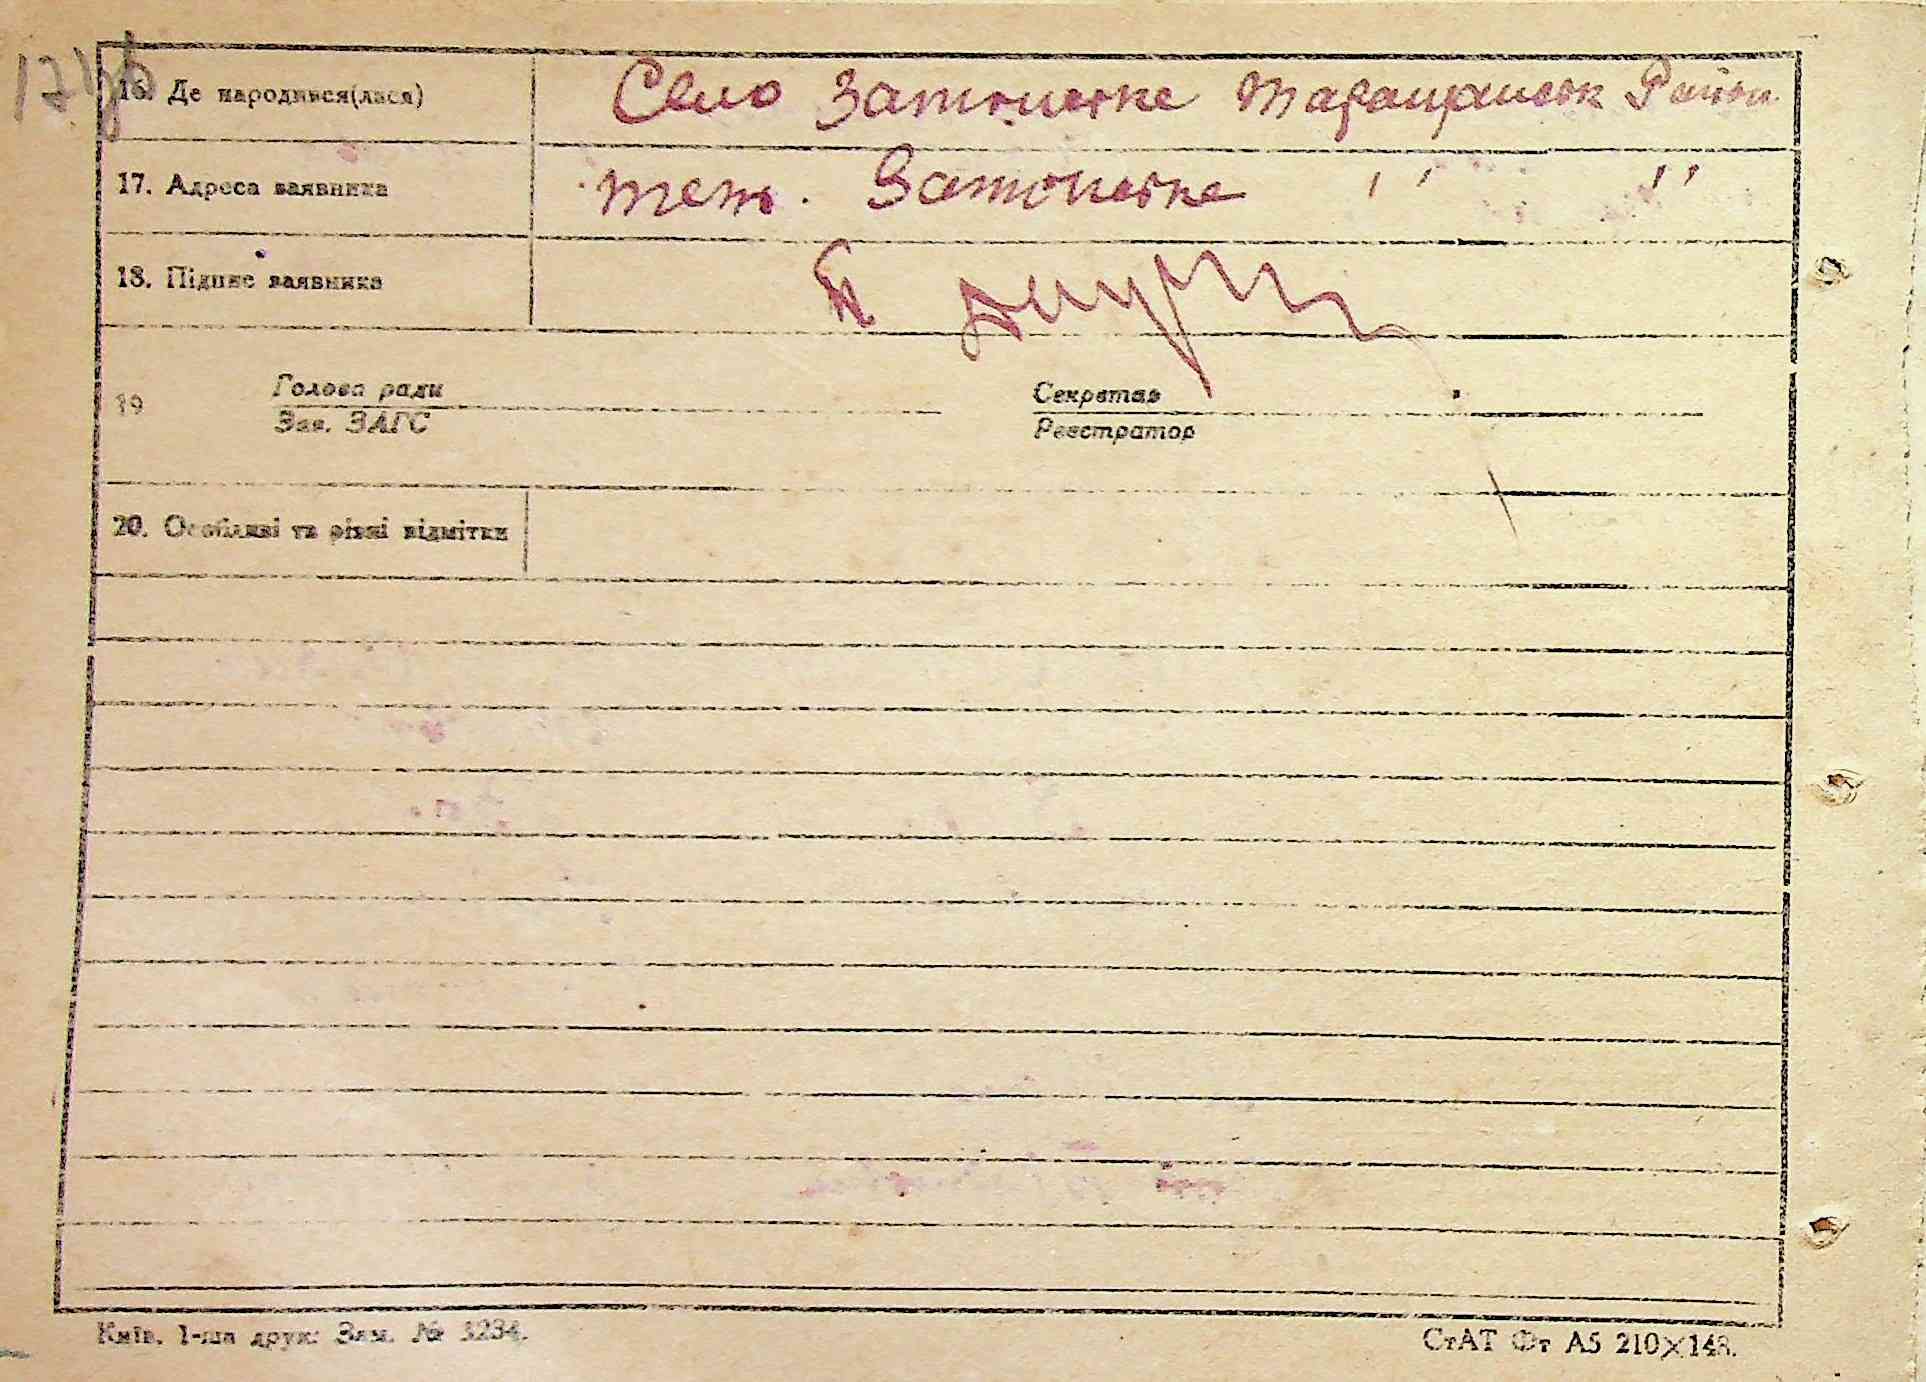 16. Де народився(лася) Село Затонське Таращанськ Район
17. Адреса заявника теж. Затонське ' ' ' '
18. Підпис заявника
19 Голова ради Секретар
Зав. ЗАГС Реєстратор
20. Особливі та різні відмітки
Київ. 1-ша друк. Зам. № 3234.
СтАТ Фт А5 210×148.